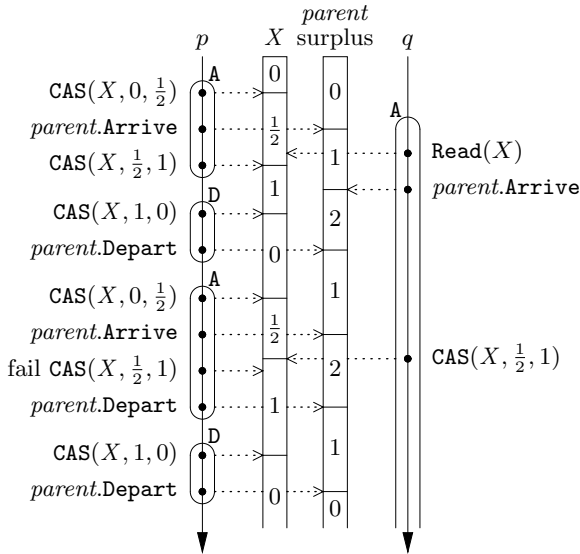 parent
p X surplus q
A 0
CAS(X, 0, 1/2) 0 A
parent.Arrive 1/2
CAS(X, 1/2, 1) 1 Read(X)
D 1 parent.Arrive
CAS(X, 1, 0) 2
parent.Depart 0
A 1
CAS(X, 0, 1/2)
parent.Arrive 1/2
fail CAS(X, 1/2, 1) 2 CAS(X, 1/2, 1)
parent.Depart 1
D
CAS(X, 1, 0) 1
parent.Depart 0 0